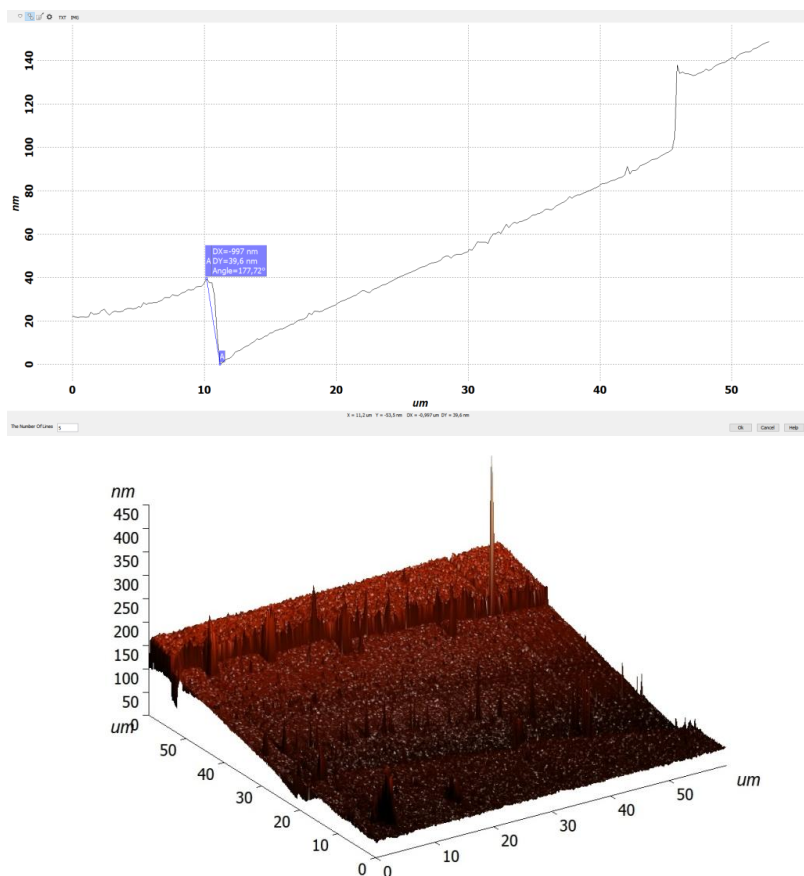 TXT IMG
nm
140
120
100
80
60
40
20
0
DX=-997 nm
A DY=39,6 nm
Angle=177,72°
B
0 10 20 30 40 50
um
X = 11,2 um Y = -53,5 nm DX = -0,997 um DY = 39,6 nm
The Number Of Lines 5
Ok Cancel Help
nm
450
400
350
300
250
200
150
100
50
0
um
50
40
30
20
10
0
0
10
20
30
40
50
um